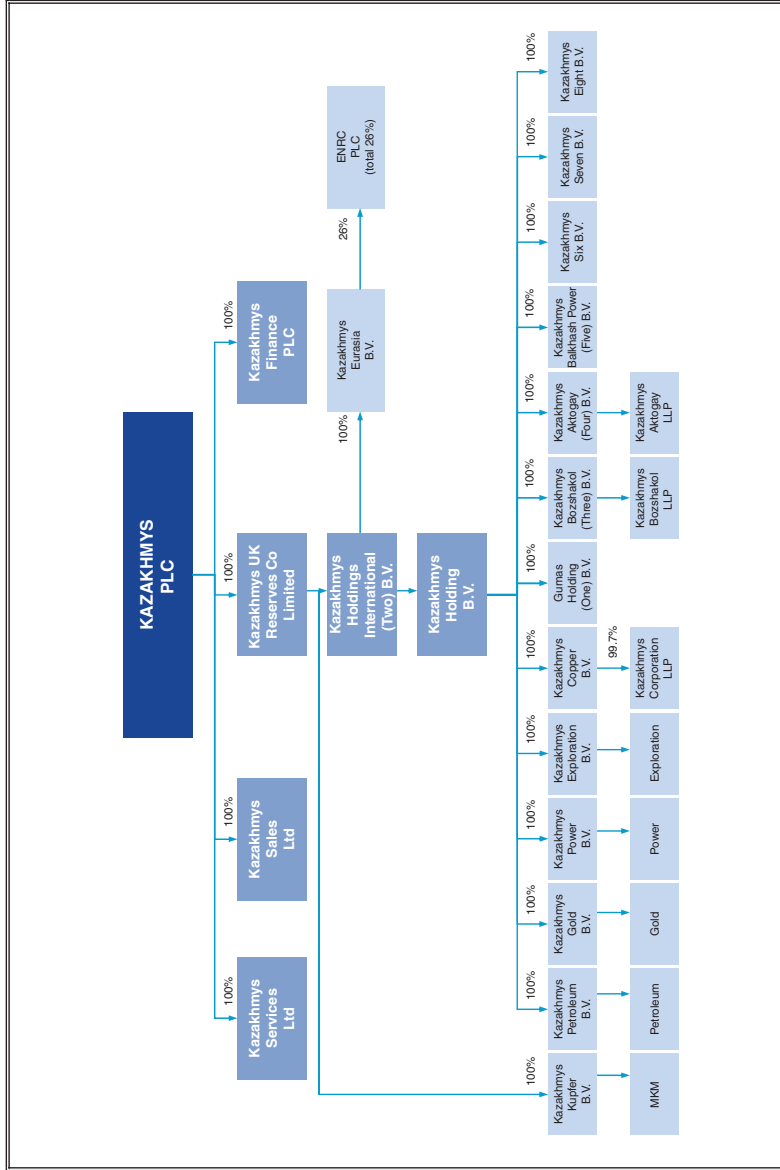 KAZAKHMYS
PLC
100%
Kazakhmys
Services
Ltd
100%
Kazakhmys
Sales
Ltd
100%
Kazakhmys UK
Reserves Co
Limited
100%
Kazakhmys
Finance
PLC
Kazakhmys
Holdings
International
(Two) B.V.
100%
Kazakhmys
Eurasia
B.V.
26%
ENRC
PLC
(total 26%)
Kazakhmys
Holding
B.V.
100%
Kazakhmys
Kupfer
B.V.
100%
Kazakhmys
Petroleum
B.V.
100%
Kazakhmys
Gold
B.V.
100%
Kazakhmys
Power
B.V.
100%
Kazakhmys
Exploration
B.V.
100%
Kazakhmys
Copper
B.V.
100%
Gumas
Holding
(One) B.V.
100%
Kazakhmys
Bozshakol
(Three) B.V.
100%
Kazakhmys
Aktogay
(Four) B.V.
100%
Kazakhmys
Balkhash Power
(Five) B.V.
100%
Kazakhmys
Six B.V.
100%
Kazakhmys
Seven B.V.
100%
Kazakhmys
Eight B.V.
MKM
Petroleum
Gold
Power
Exploration
99.7%
Kazakhmys
Corporation
LLP
Kazakhmys
Bozshakol
LLP
Kazakhmys
Aktogay
LLP